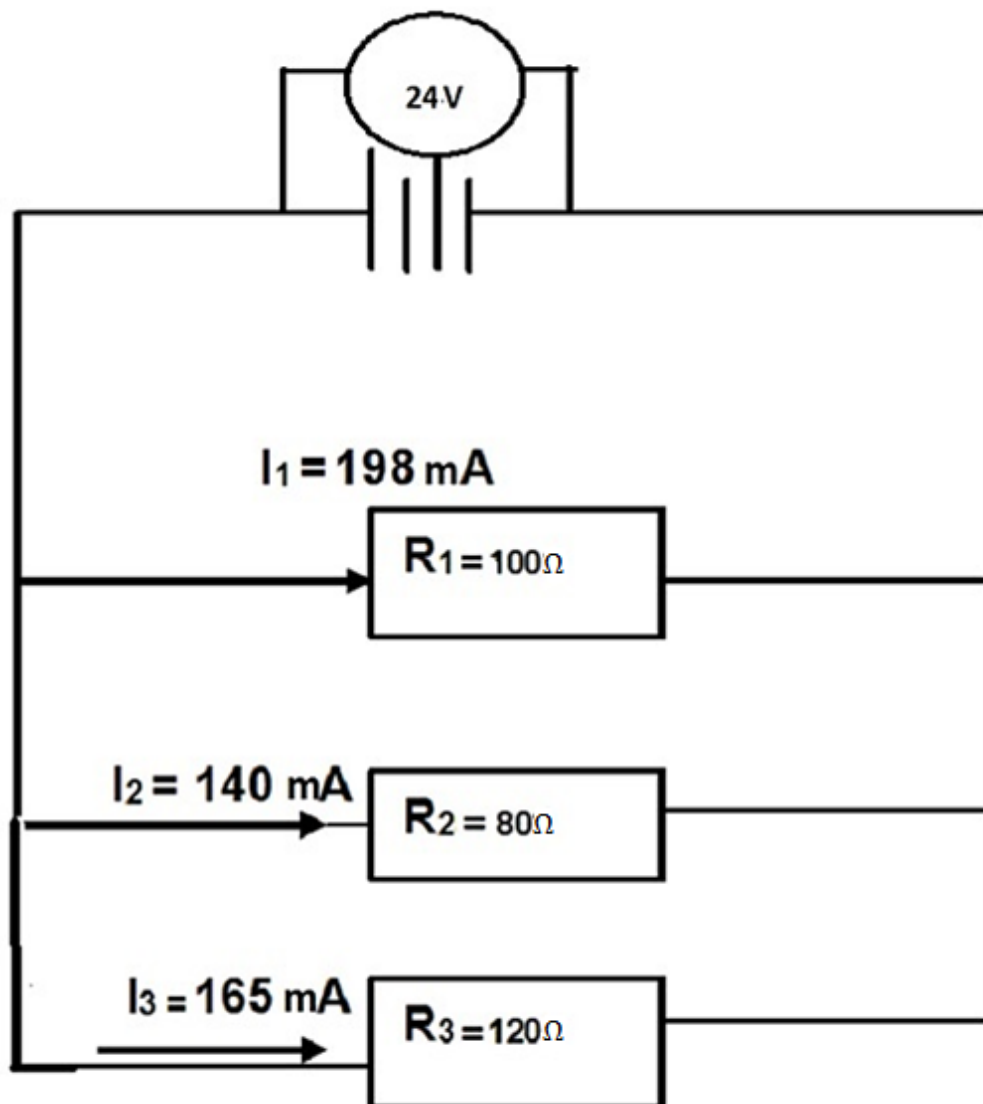 24V
I₁ = 198 mA
R₁ = 100Ω
I₂ = 140 mA
R₂ = 80Ω
I₃ = 165 mA
R₃ = 120Ω